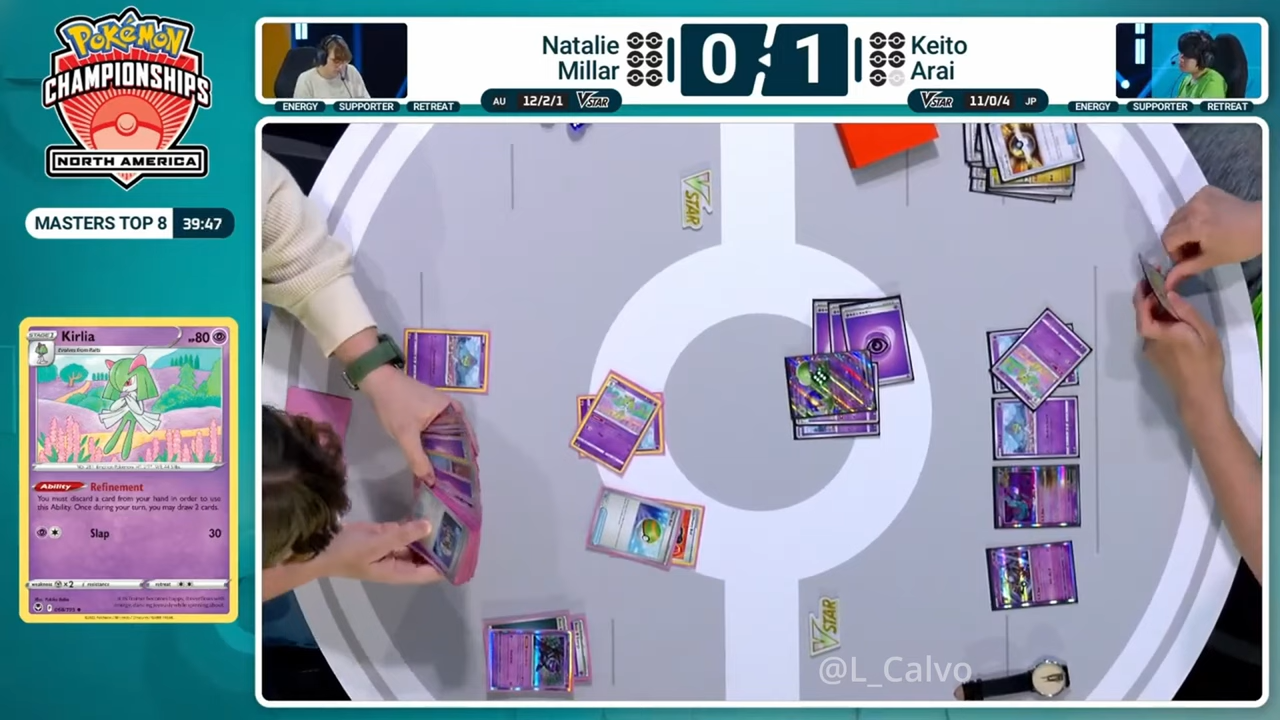 Pokémon
CHAMPIONSHIPS
NORTH AMERICA
MASTERS TOP 8 39:47
Natalie
Millar
0 1
Keito
Arai
ENERGY SUPPORTER RETREAT
AU 12/2/1 VSTAR
VSTAR 11/0/4 JP
ENERGY SUPPORTER RETREAT
STAGE 1 Kirlia HP80
Evolves from Ralts
Ability Refinement
You must discard a card from your hand in order to use
this Ability. Once during your turn, you may draw 2 cards.
Slap 30
weakness ×2 resistance retreat
VSTAR
VSTAR
@L_Calvo